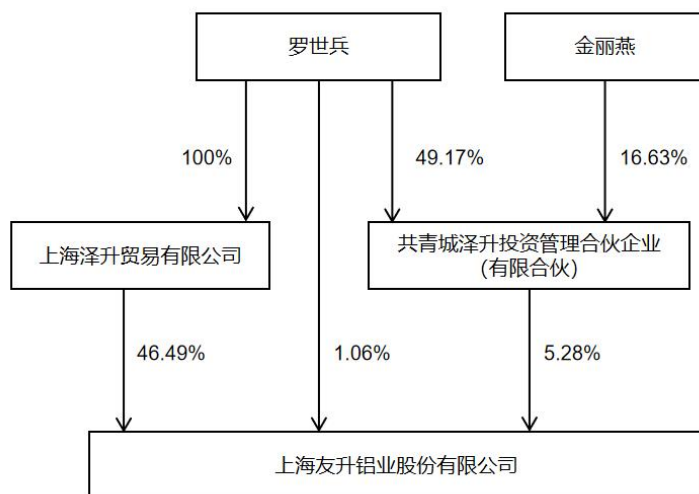 罗世兵
金丽燕
100%
49.17%
16.63%
上海泽升贸易有限公司
共青城泽升投资管理合伙企业
（有限合伙）
46.49%
1.06%
5.28%
上海友升铝业股份有限公司